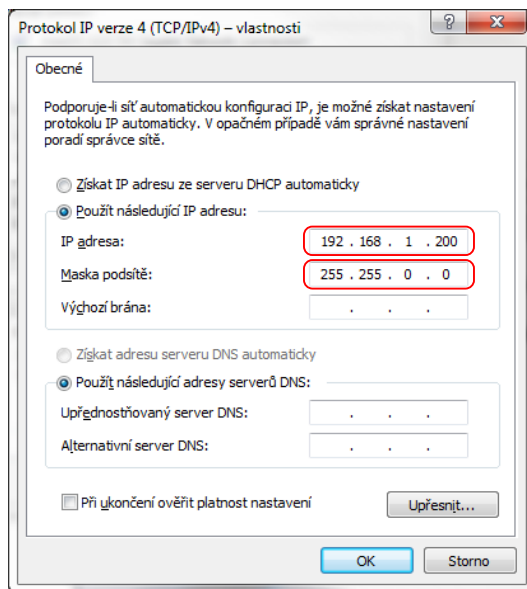 Protokol IP verze 4 (TCP/IPv4) – vlastnosti
Obecné
Podporuje-li síť automatickou konfiguraci IP, je možné získat nastavení
protokolu IP automaticky. V opačném případě vám správné nastavení
poradí správce sítě.
Získat IP adresu ze serveru DHCP automaticky
Použít následující IP adresu:
IP adresa: 192 . 168 . 1 . 200
Maska podsítě: 255 . 255 . 0 . 0
Výchozí brána: . . .
Získat adresu serveru DNS automaticky
Použít následující adresy serverů DNS:
Upřednostňovaný server DNS: . . .
Alternativní server DNS: . . .
Při ukončení ověřit platnost nastavení
Upřesnit...
OK Storno